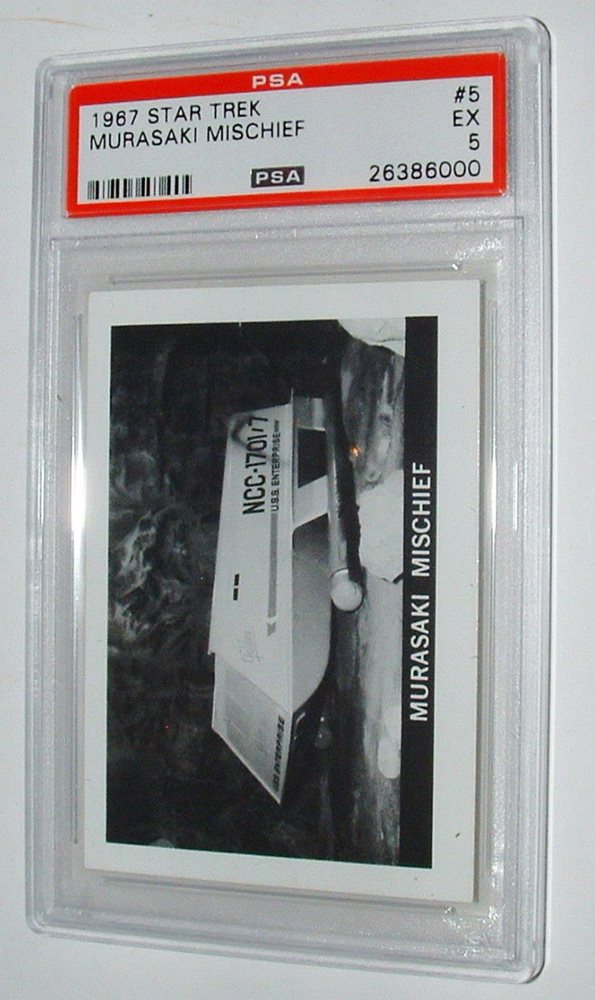 PSA
1967 STAR TREK #5
MURASAKI MISCHIEF EX
5
PSA 26386000
NCC-1701/7
U.S.S. ENTERPRISE
MURASAKI MISCHIEF